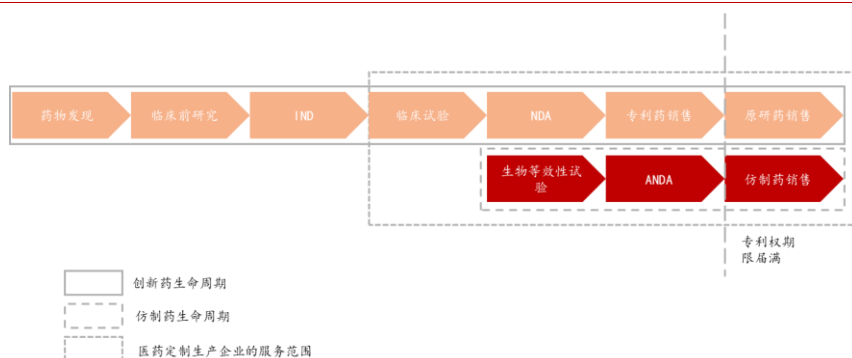 药物发现
临床前研究
IND
临床试验
NDA
专利药销售
原研药销售
生物等效性试
验
ANDA
仿制药销售
专利权期
限届满
创新药生命周期
仿制药生命周期
医药定制生产企业的服务范围